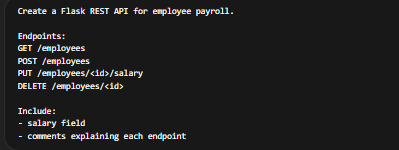 Create a Flask REST API for employee payroll.
Endpoints:
GET /employees
POST /employees
PUT /employees/<id>/salary
DELETE /employees/<id>
Include:
- salary field
- comments explaining each endpoint